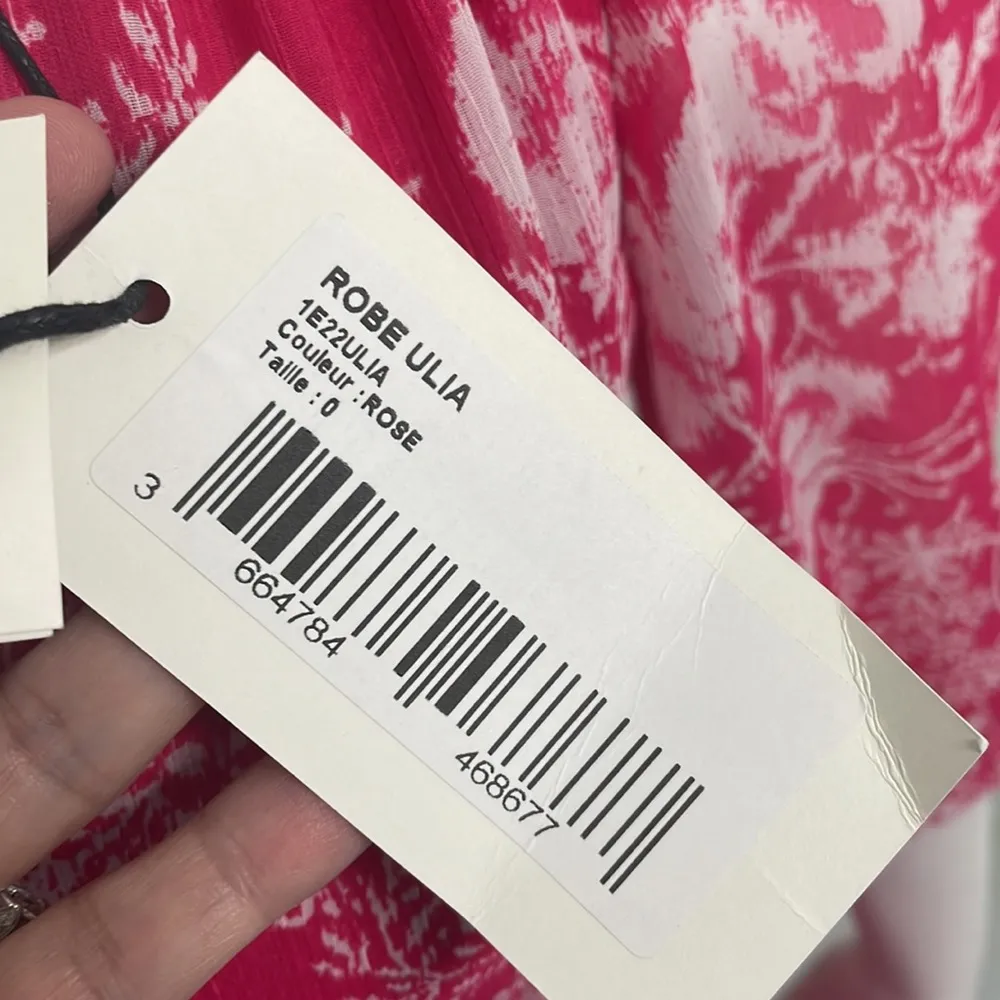 ROBE ULIA
1E22ULIA
Couleur : ROSE
Taille : 0
3 664784 468677